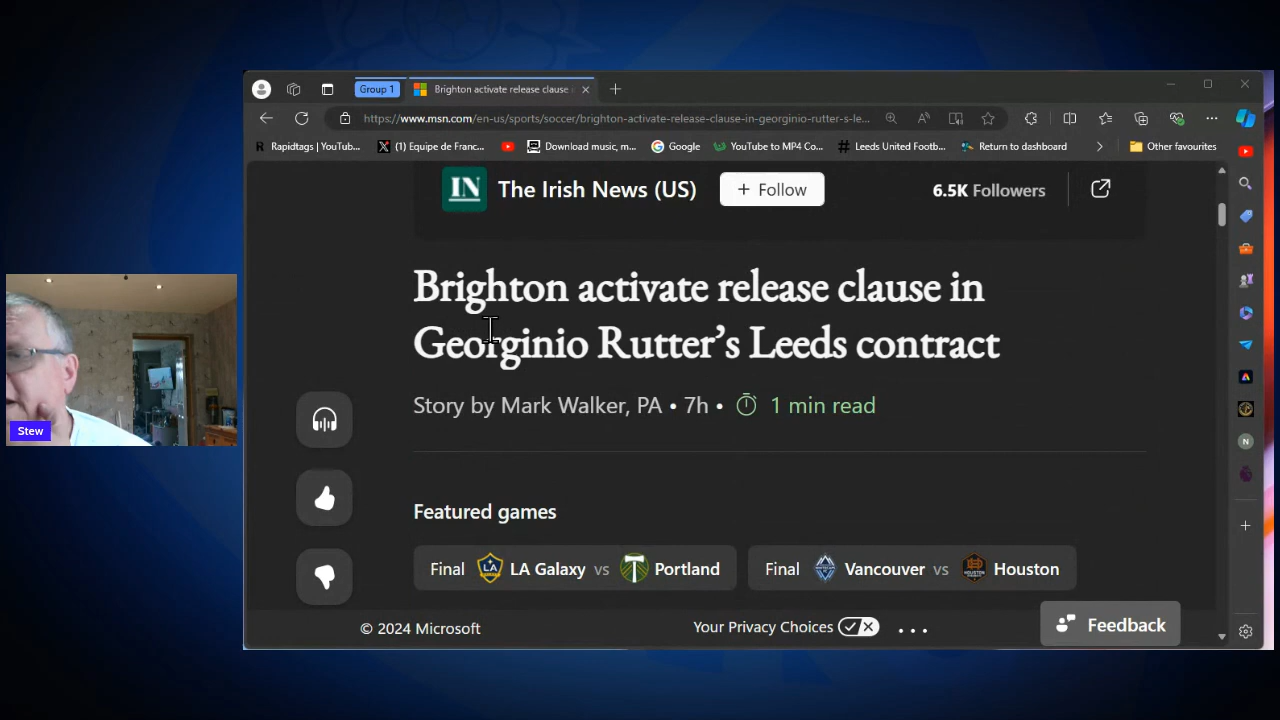 Group 1
Brighton activate release clause
https://www.msn.com/en-us/sports/soccer/brighton-activate-release-clause-in-georginio-rutter-s-le...
Rapidtags | YouTub...
(1) Equipe de Franc...
Download music, m...
Google
YouTube to MP4 Co...
Leeds United Footb...
Return to dashboard
Other favourites
IN
The Irish News (US)
+ Follow
6.5K Followers
Brighton activate release clause in
Georginio Rutter’s Leeds contract
Story by Mark Walker, PA • 7h • 1 min read
Stew
Featured games
Final LA Galaxy vs Portland
Final Vancouver vs Houston
© 2024 Microsoft
Your Privacy Choices
...
Feedback
N